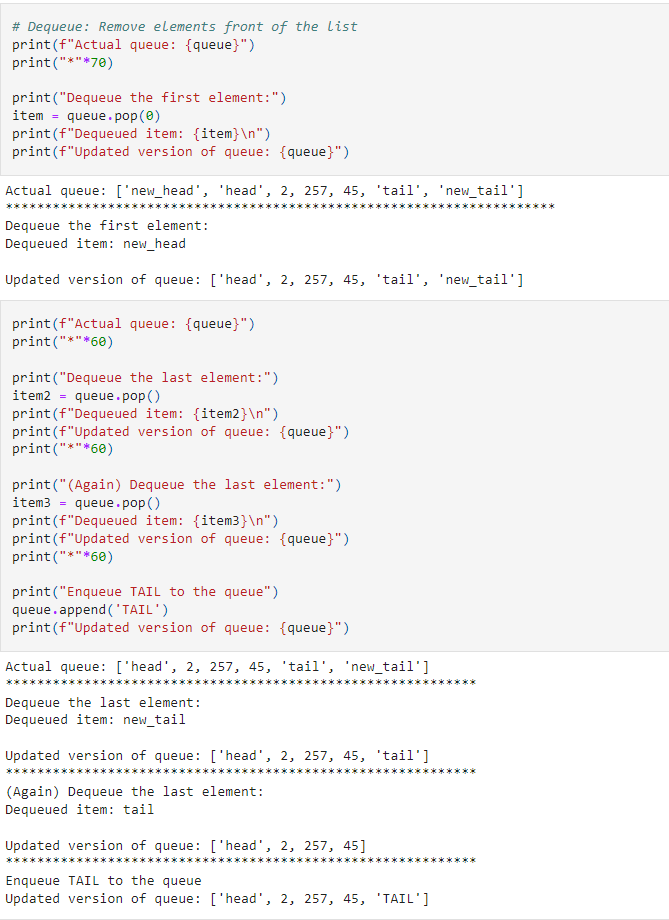 # Dequeue: Remove elements front of the list
print(f"Actual queue: {queue}")
print("*"*70)
print("Dequeue the first element:")
item = queue.pop(0)
print(f"Dequeued item: {item}\n")
print(f"Updated version of queue: {queue}")
Actual queue: ['new_head', 'head', 2, 257, 45, 'tail', 'new_tail']
**********************************************************************
Dequeue the first element:
Dequeued item: new_head
Updated version of queue: ['head', 2, 257, 45, 'tail', 'new_tail']
print(f"Actual queue: {queue}")
print("*"*60)
print("Dequeue the last element:")
item2 = queue.pop()
print(f"Dequeued item: {item2}\n")
print(f"Updated version of queue: {queue}")
print("*"*60)
print("(Again) Dequeue the last element:")
item3 = queue.pop()
print(f"Dequeued item: {item3}\n")
print(f"Updated version of queue: {queue}")
print("*"*60)
print("Enqueue TAIL to the queue")
queue.append('TAIL')
print(f"Updated version of queue: {queue}")
Actual queue: ['head', 2, 257, 45, 'tail', 'new_tail']
************************************************************
Dequeue the last element:
Dequeued item: new_tail
Updated version of queue: ['head', 2, 257, 45, 'tail']
************************************************************
(Again) Dequeue the last element:
Dequeued item: tail
Updated version of queue: ['head', 2, 257, 45]
************************************************************
Enqueue TAIL to the queue
Updated version of queue: ['head', 2, 257, 45, 'TAIL']